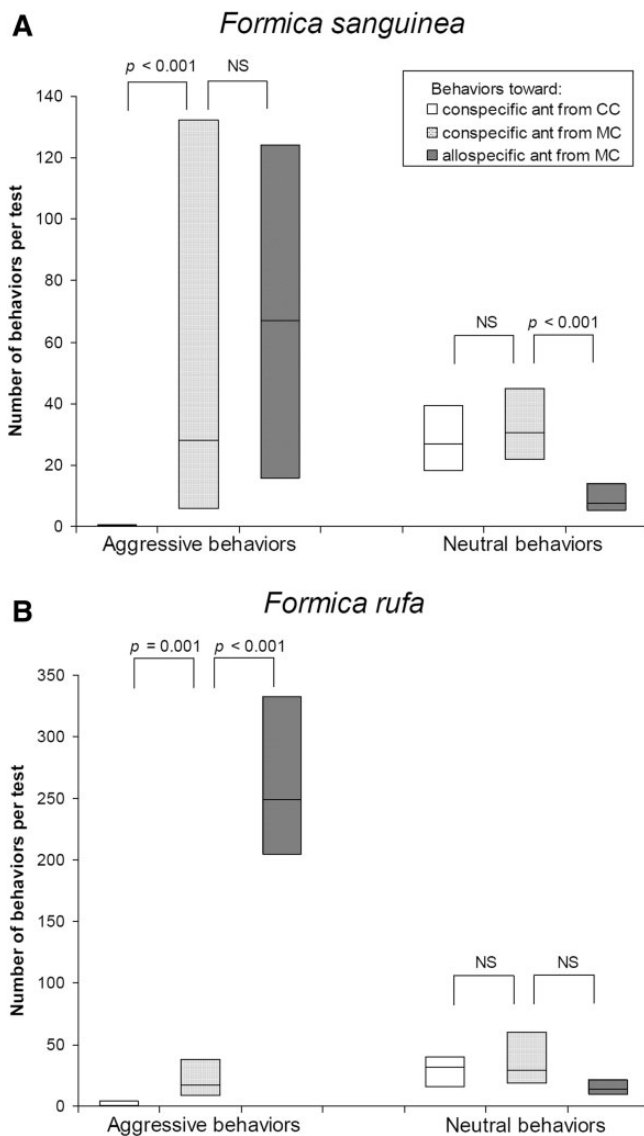 A
Formica sanguinea
p < 0.001
NS
Behaviors toward:
conspecific ant from CC
conspecific ant from MC
allospecific ant from MC
Number of behaviors per test
140
120
100
80
60
40
20
0
NS
p < 0.001
Aggressive behaviors
Neutral behaviors
B
Formica rufa
p = 0.001
p < 0.001
Number of behaviors per test
350
300
250
200
150
100
50
0
NS
NS
Aggressive behaviors
Neutral behaviors